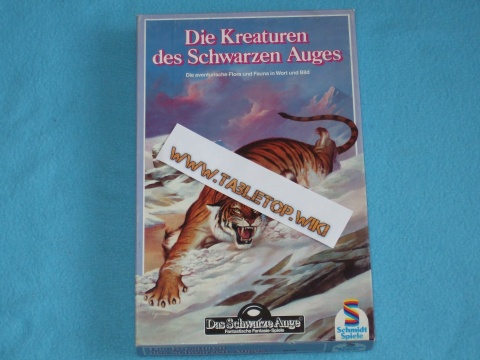 Die Kreaturen
des Schwarzen Auges
Die aventurische Flora und Fauna in Wort und Bild
WWW.TABLETOP.WIKI
Das Schwarze Auge
Fantastische Fantasie-Spiele
S
Schmidt
Spiele